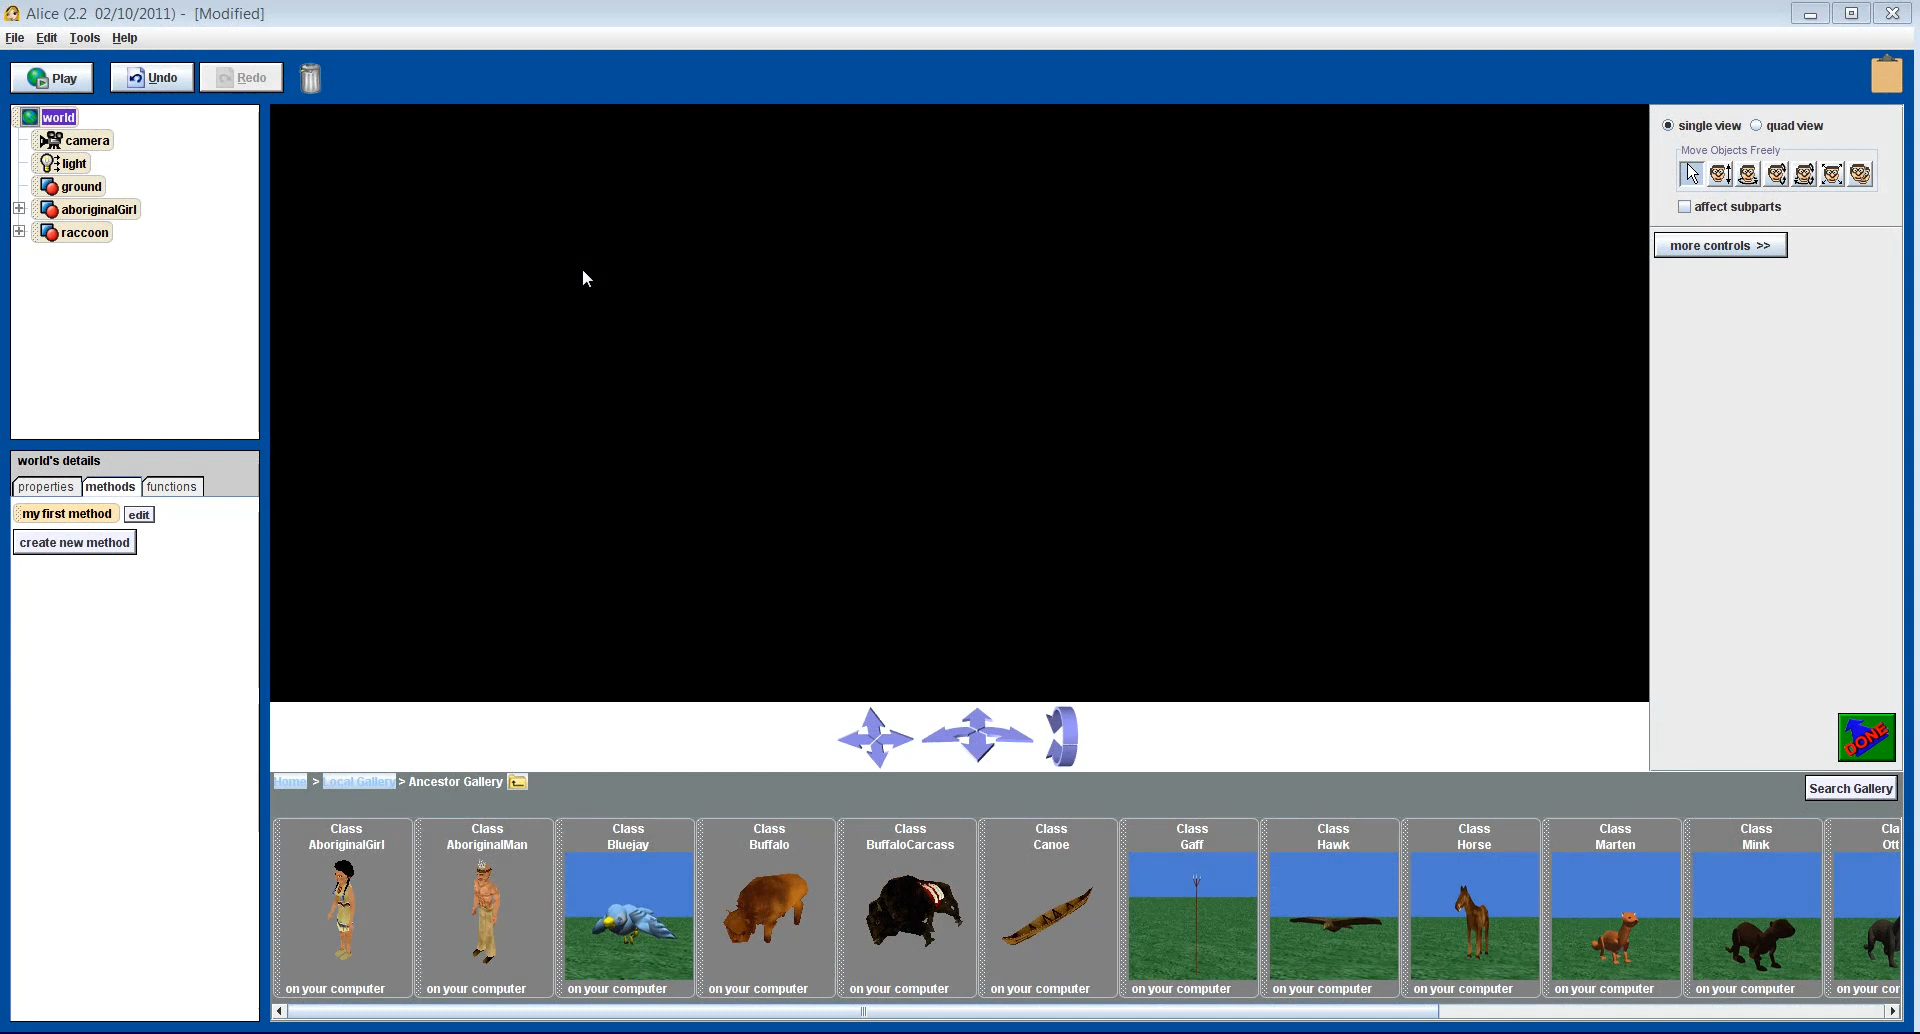 Alice (2.2 02/10/2011) - [Modified]
File Edit Tools Help
Play Undo Redo
world
camera
light
ground
aboriginalGirl
raccoon
single view quad view
Move Objects Freely
affect subparts
more controls >>
world's details
properties methods functions
my first method edit
create new method
DONE
Home > Local Gallery > Ancestor Gallery
Search Gallery
Class AboriginalGirl
on your computer
Class AboriginalMan
on your computer
Class Bluejay
on your computer
Class Buffalo
on your computer
Class BuffaloCarcass
on your computer
Class Canoe
on your computer
Class Gaff
on your computer
Class Hawk
on your computer
Class Horse
on your computer
Class Marten
on your computer
Class Mink
on your computer
Cla
Ott
on your cor